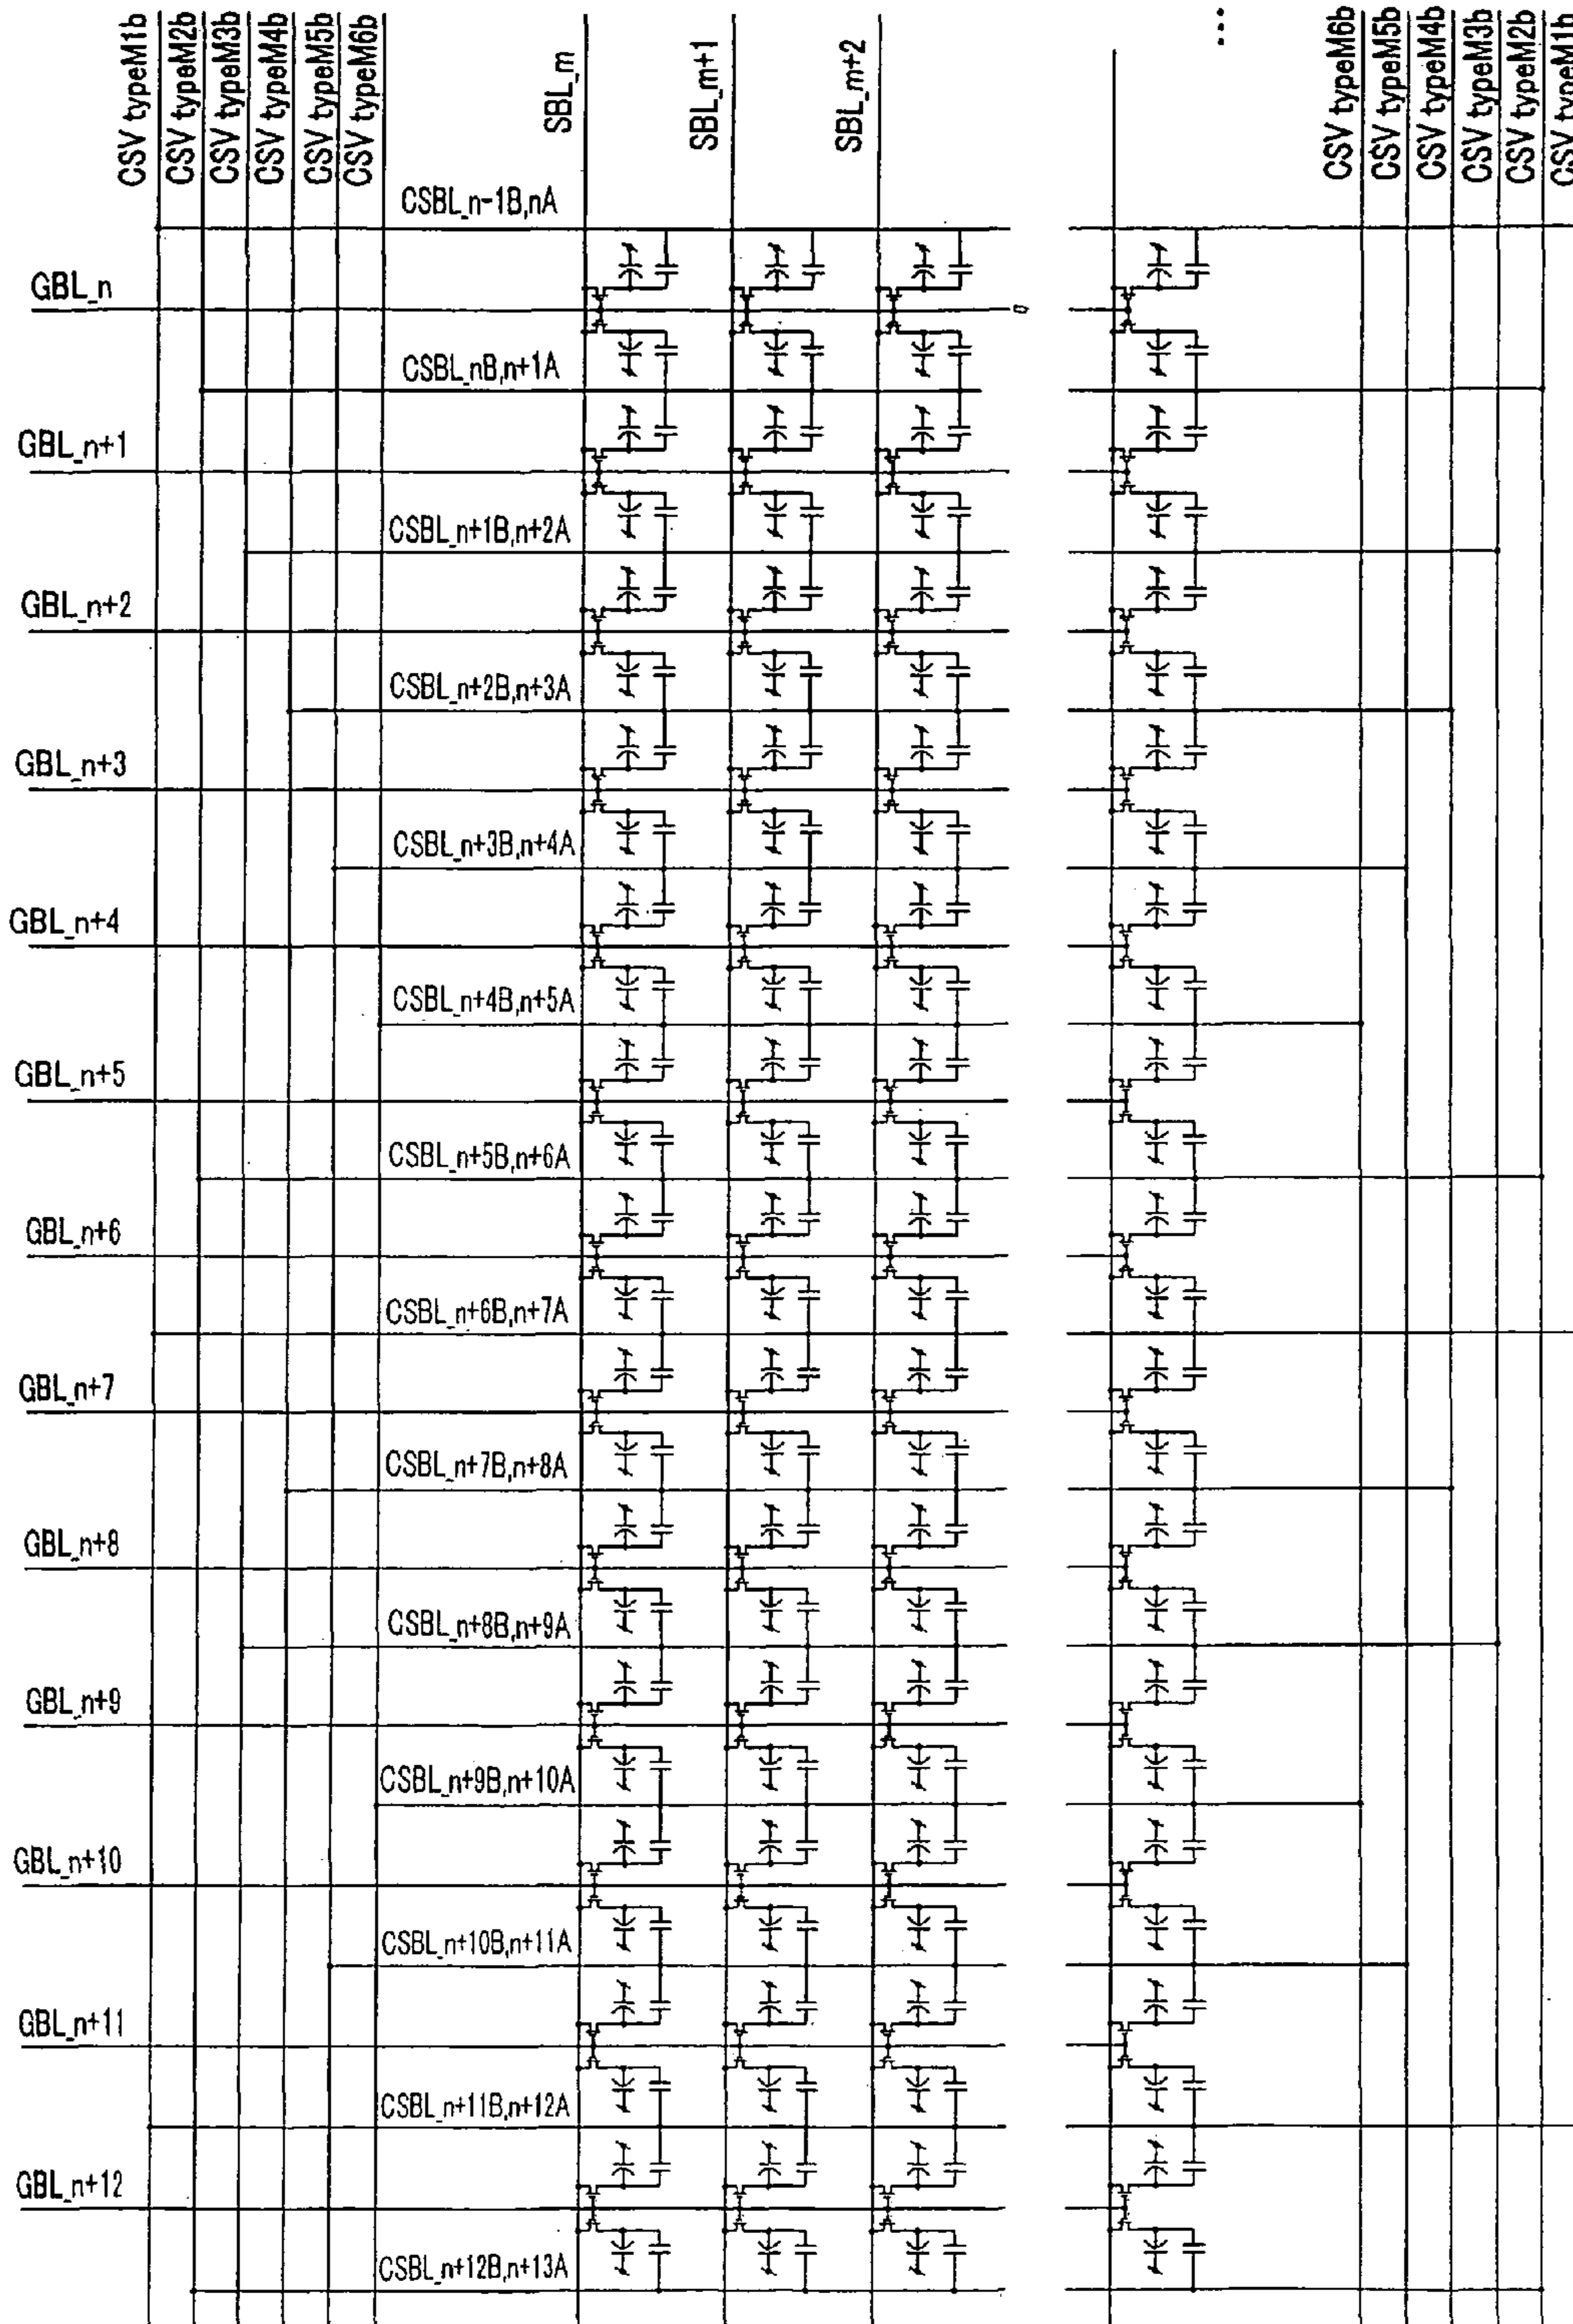 CSV typeM1b
CSV typeM2b
CSV typeM3b
CSV typeM4b
CSV typeM5b
CSV typeM6b
SBL_m
SBL_m+1
SBL_m+2
...
CSV typeM6b
CSV typeM5b
CSV typeM4b
CSV typeM3b
CSV typeM2b
CSV typeM1b
CSBL_n-1B,nA
GBL_n
CSBL_nB,n+1A
GBL_n+1
CSBL_n+1B,n+2A
GBL_n+2
CSBL_n+2B,n+3A
GBL_n+3
CSBL_n+3B,n+4A
GBL_n+4
CSBL_n+4B,n+5A
GBL_n+5
CSBL_n+5B,n+6A
GBL_n+6
CSBL_n+6B,n+7A
GBL_n+7
CSBL_n+7B,n+8A
GBL_n+8
CSBL_n+8B,n+9A
GBL_n+9
CSBL_n+9B,n+10A
GBL_n+10
CSBL_n+10B,n+11A
GBL_n+11
CSBL_n+11B,n+12A
GBL_n+12
CSBL_n+12B,n+13A